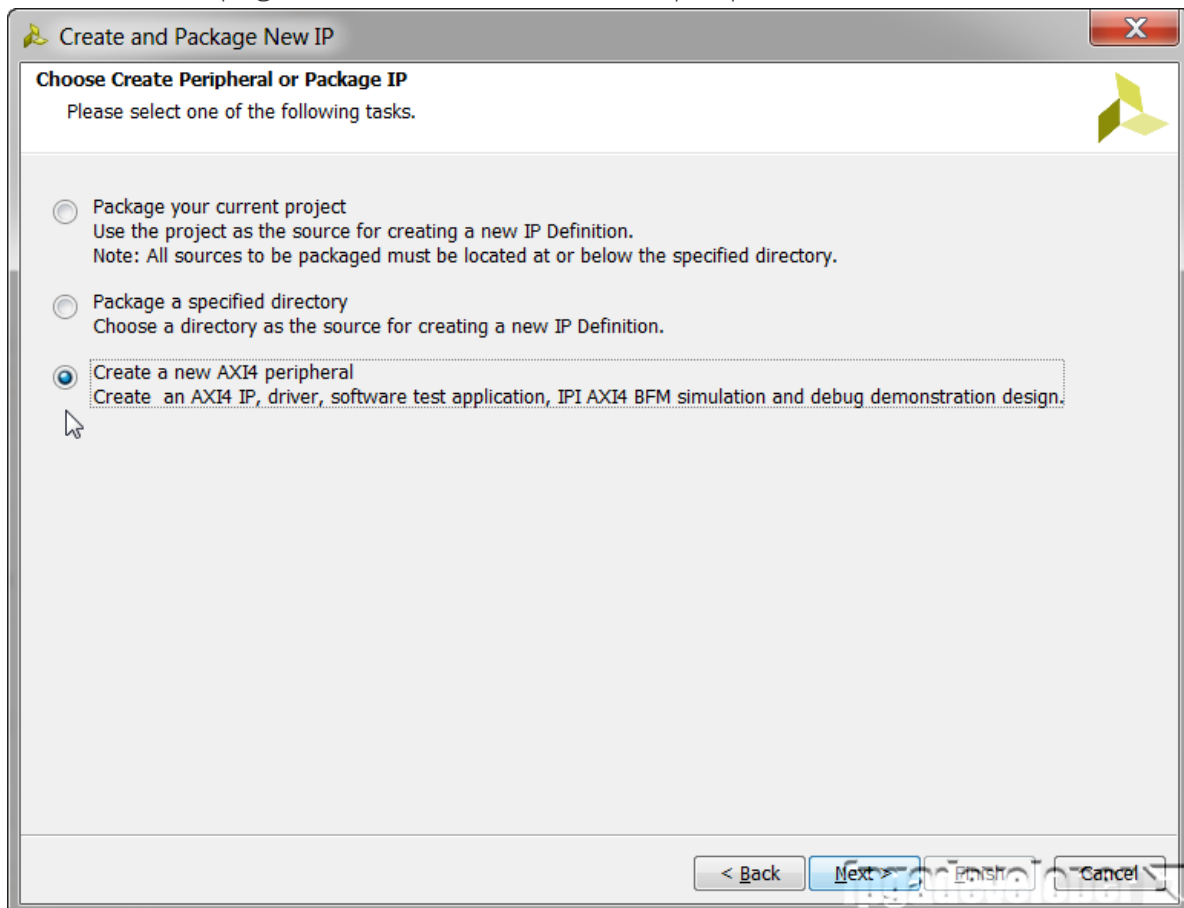 Create and Package New IP
Choose Create Peripheral or Package IP
Please select one of the following tasks.
Package your current project
Use the project as the source for creating a new IP Definition.
Note: All sources to be packaged must be located at or below the specified directory.
Package a specified directory
Choose a directory as the source for creating a new IP Definition.
Create a new AXI4 peripheral
Create an AXI4 IP, driver, software test application, IPI AXI4 BFM simulation and debug demonstration design.
< Back Next > Finish Cancel
fpgadeveloper